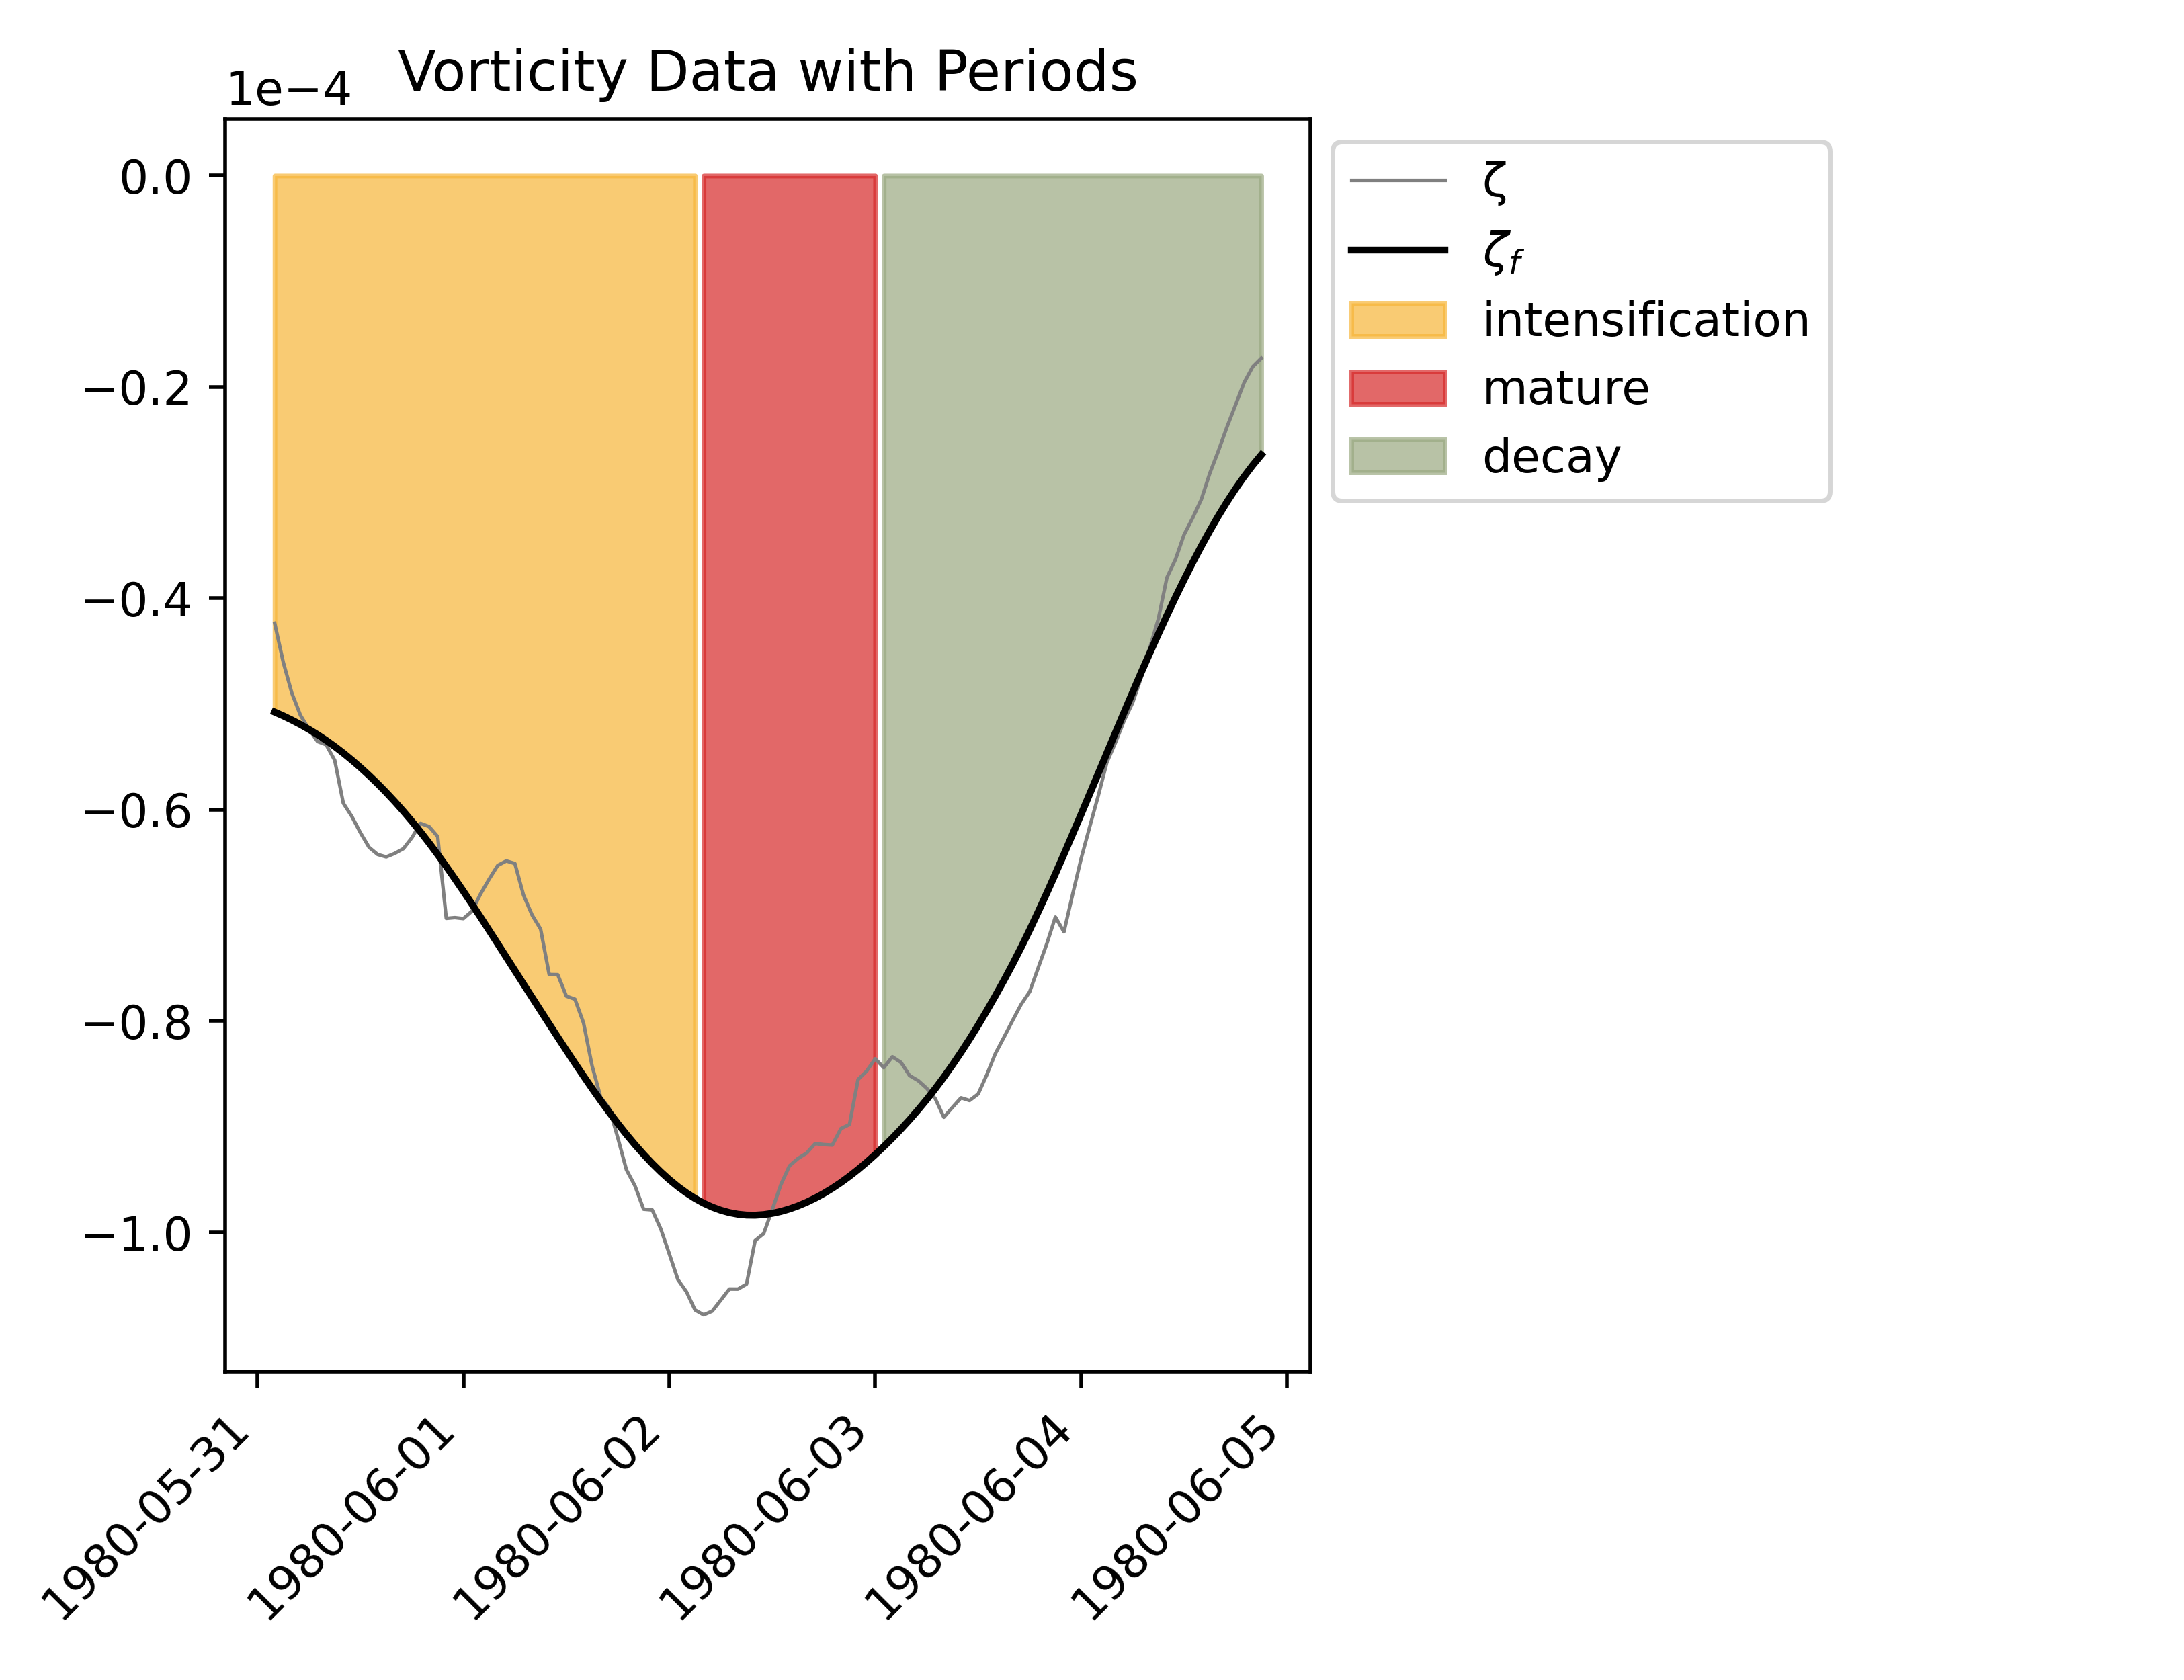 Vorticity Data with Periods
1e−4
0.0
−0.2
−0.4
−0.6
−0.8
−1.0
1980-05-31
1980-06-01
1980-06-02
1980-06-03
1980-06-04
1980-06-05
ζ
ζf
intensification
mature
decay